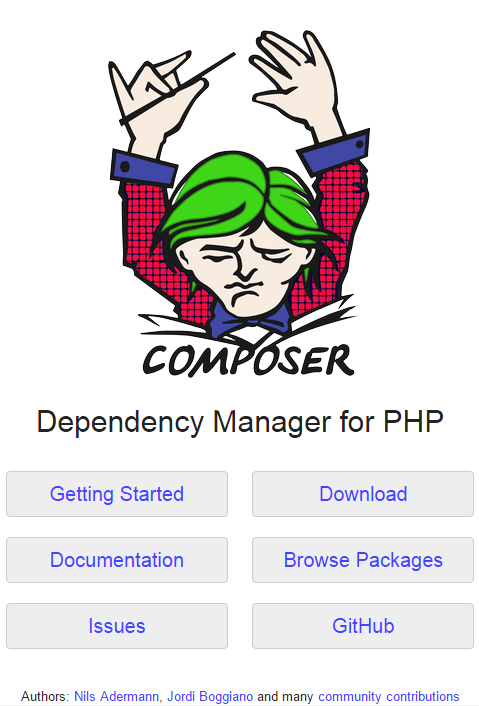 COMPOSER
Dependency Manager for PHP
Getting Started
Download
Documentation
Browse Packages
Issues
GitHub
Authors: Nils Adermann, Jordi Boggiano and many community contributions